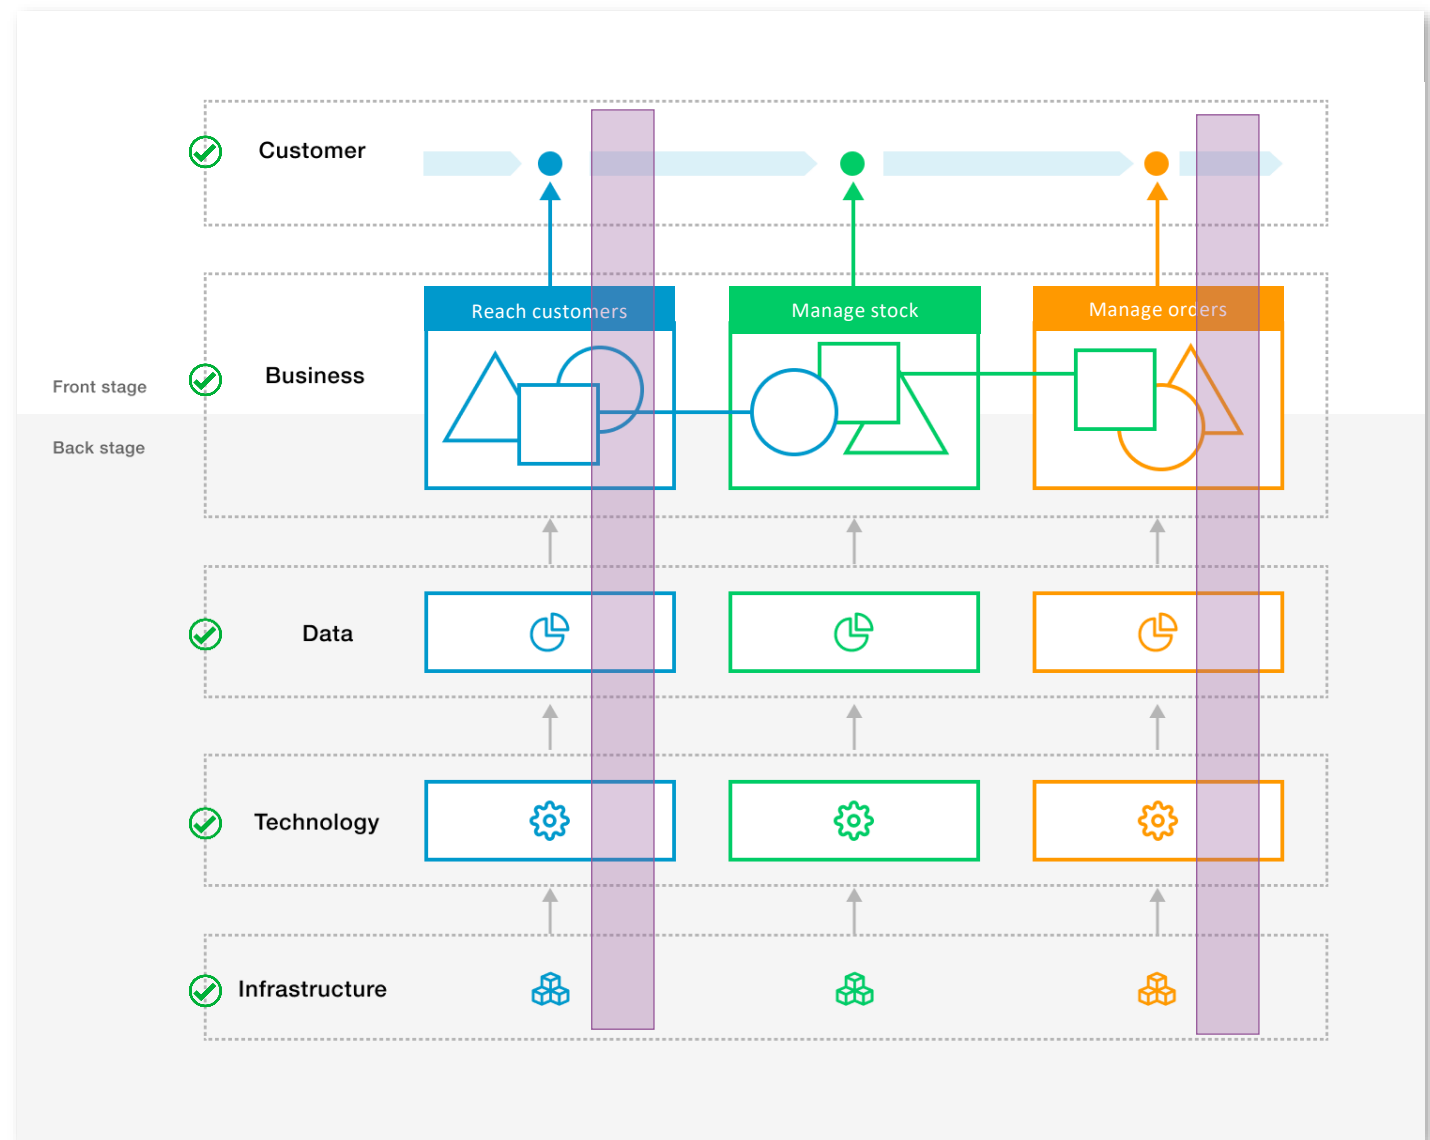 Customer
Reach customers
Manage stock
Manage orders
Business
Front stage
Back stage
Data
Technology
Infrastructure